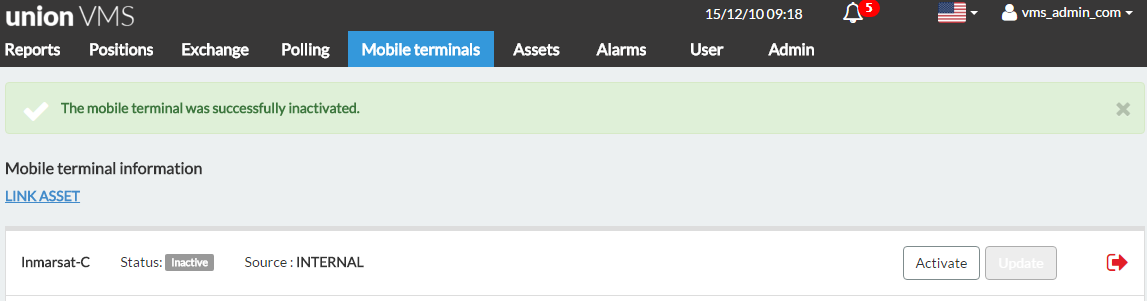 union VMS
15/12/10 09:18
5
vms_admin_com
Reports Positions Exchange Polling Mobile terminals Assets Alarms User Admin
The mobile terminal was successfully inactivated.
Mobile terminal information
LINK ASSET
Inmarsat-C Status: Inactive Source : INTERNAL Activate Update